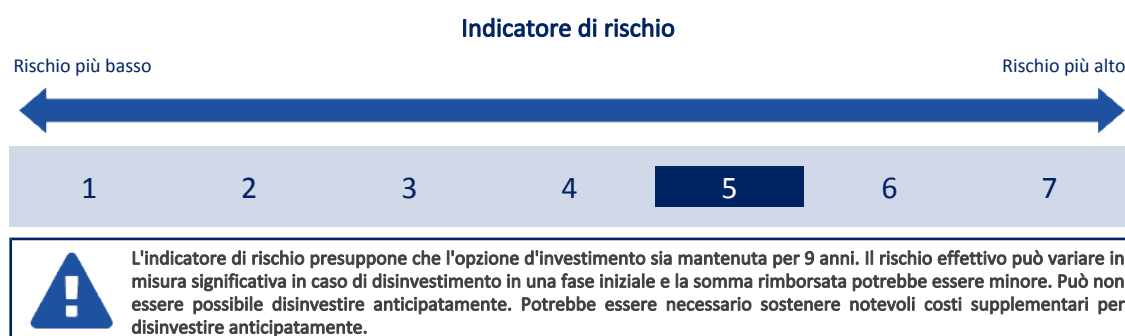 Indicatore di rischio
Rischio più basso Rischio più alto
1 2 3 4 5 6 7
L'indicatore di rischio presuppone che l'opzione d'investimento sia mantenuta per 9 anni. Il rischio effettivo può variare in
misura significativa in caso di disinvestimento in una fase iniziale e la somma rimborsata potrebbe essere minore. Può non
essere possibile disinvestire anticipatamente. Potrebbe essere necessario sostenere notevoli costi supplementari per
disinvestire anticipatamente.